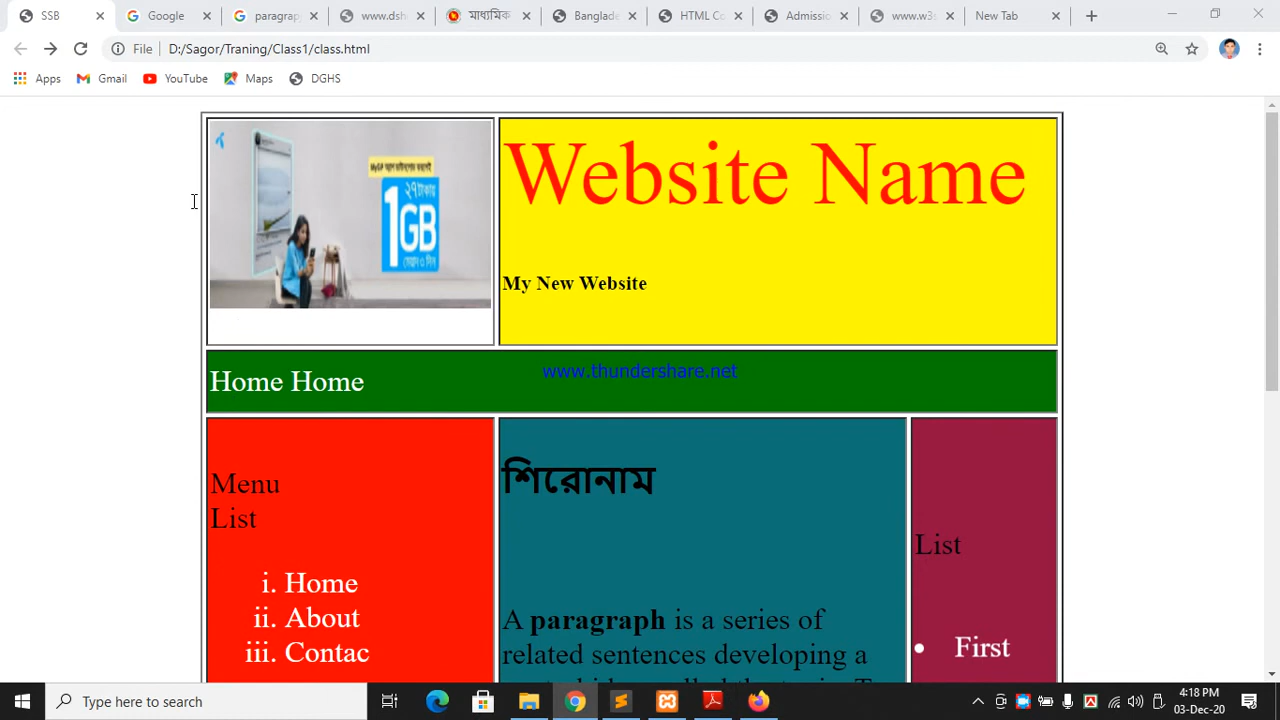 SSB
Google
paragrap
www.dsh
মাধ্যমিক
Banglade
HTML Co
Admissio
www.w3s
New Tab
File
D:/Sagor/Traning/Class1/class.html
Apps
Gmail
YouTube
Maps
DGHS
২৭টাকায়
1GB
Website Name
My New Website
Home Home
www.thundershare.net
Menu
List
i. Home
ii. About
iii. Contac
শিরোনাম
A paragraph is a series of
related sentences developing a
List
First
Type here to search
4:18 PM
03-Dec-20